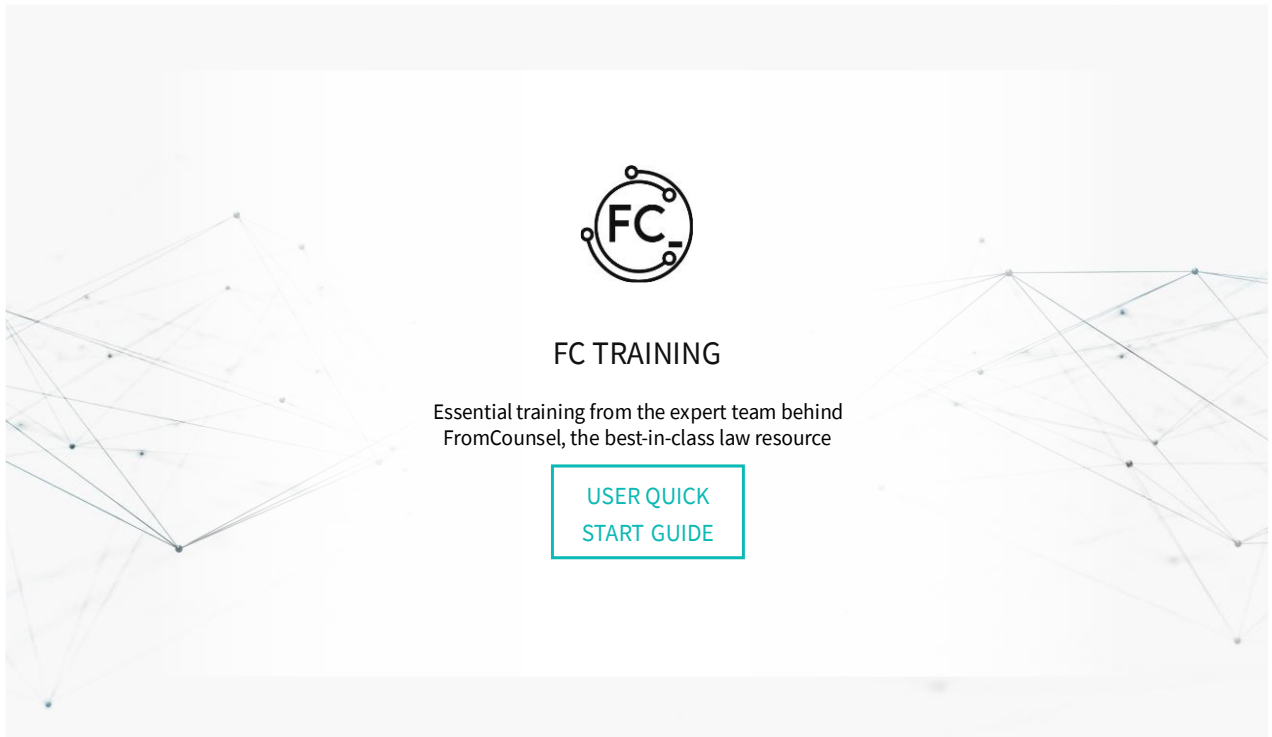 FC_
FC TRAINING
Essential training from the expert team behind
FromCounsel, the best-in-class law resource
USER QUICK
START GUIDE